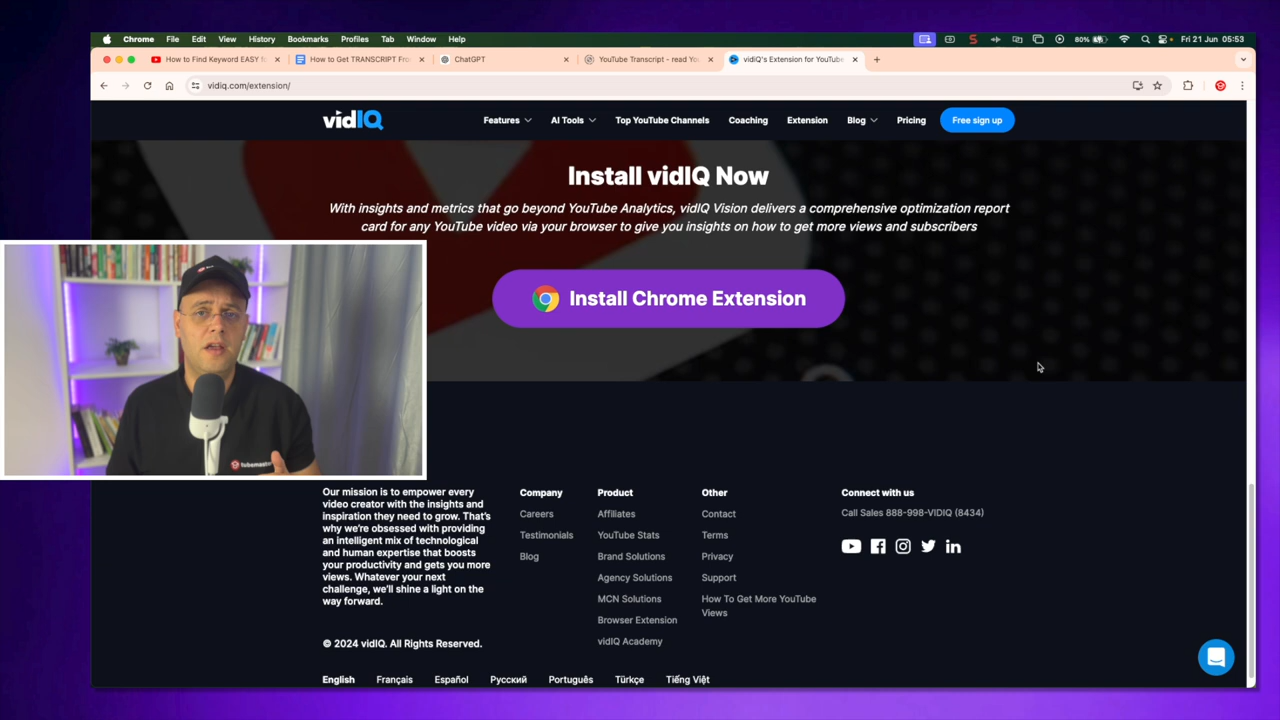 Chrome File Edit View History Bookmarks Profiles Tab Window Help 80% Fri 21 Jun 05:53
How to Find Keyword EASY f
How to Get TRANSCRIPT Fro
ChatGPT
YouTube Transcript - read Yo
vidIQ's Extension for YouTube
vidiq.com/extension/
vidIQ Features AI Tools Top YouTube Channels Coaching Extension Blog Pricing Free sign up
Install vidIQ Now
With insights and metrics that go beyond YouTube Analytics, vidIQ Vision delivers a comprehensive optimization report
card for any YouTube video via your browser to give you insights on how to get more views and subscribers
Install Chrome Extension
Our mission is to empower every
video creator with the insights and
inspiration they need to grow. That's
why we're obsessed with providing
an intelligent mix of technological
and human expertise that boosts
your productivity and gets you more
views. Whatever your next
challenge, we'll shine a light on the
way forward.
© 2024 vidIQ. All Rights Reserved.
Company
Careers
Testimonials
Blog
Product
Affiliates
YouTube Stats
Brand Solutions
Agency Solutions
MCN Solutions
Browser Extension
vidIQ Academy
Other
Contact
Terms
Privacy
Support
How To Get More YouTube
Views
Connect with us
Call Sales 888-998-VIDIQ (8434)
English Français Español Русский Português Türkçe Tiếng Việt